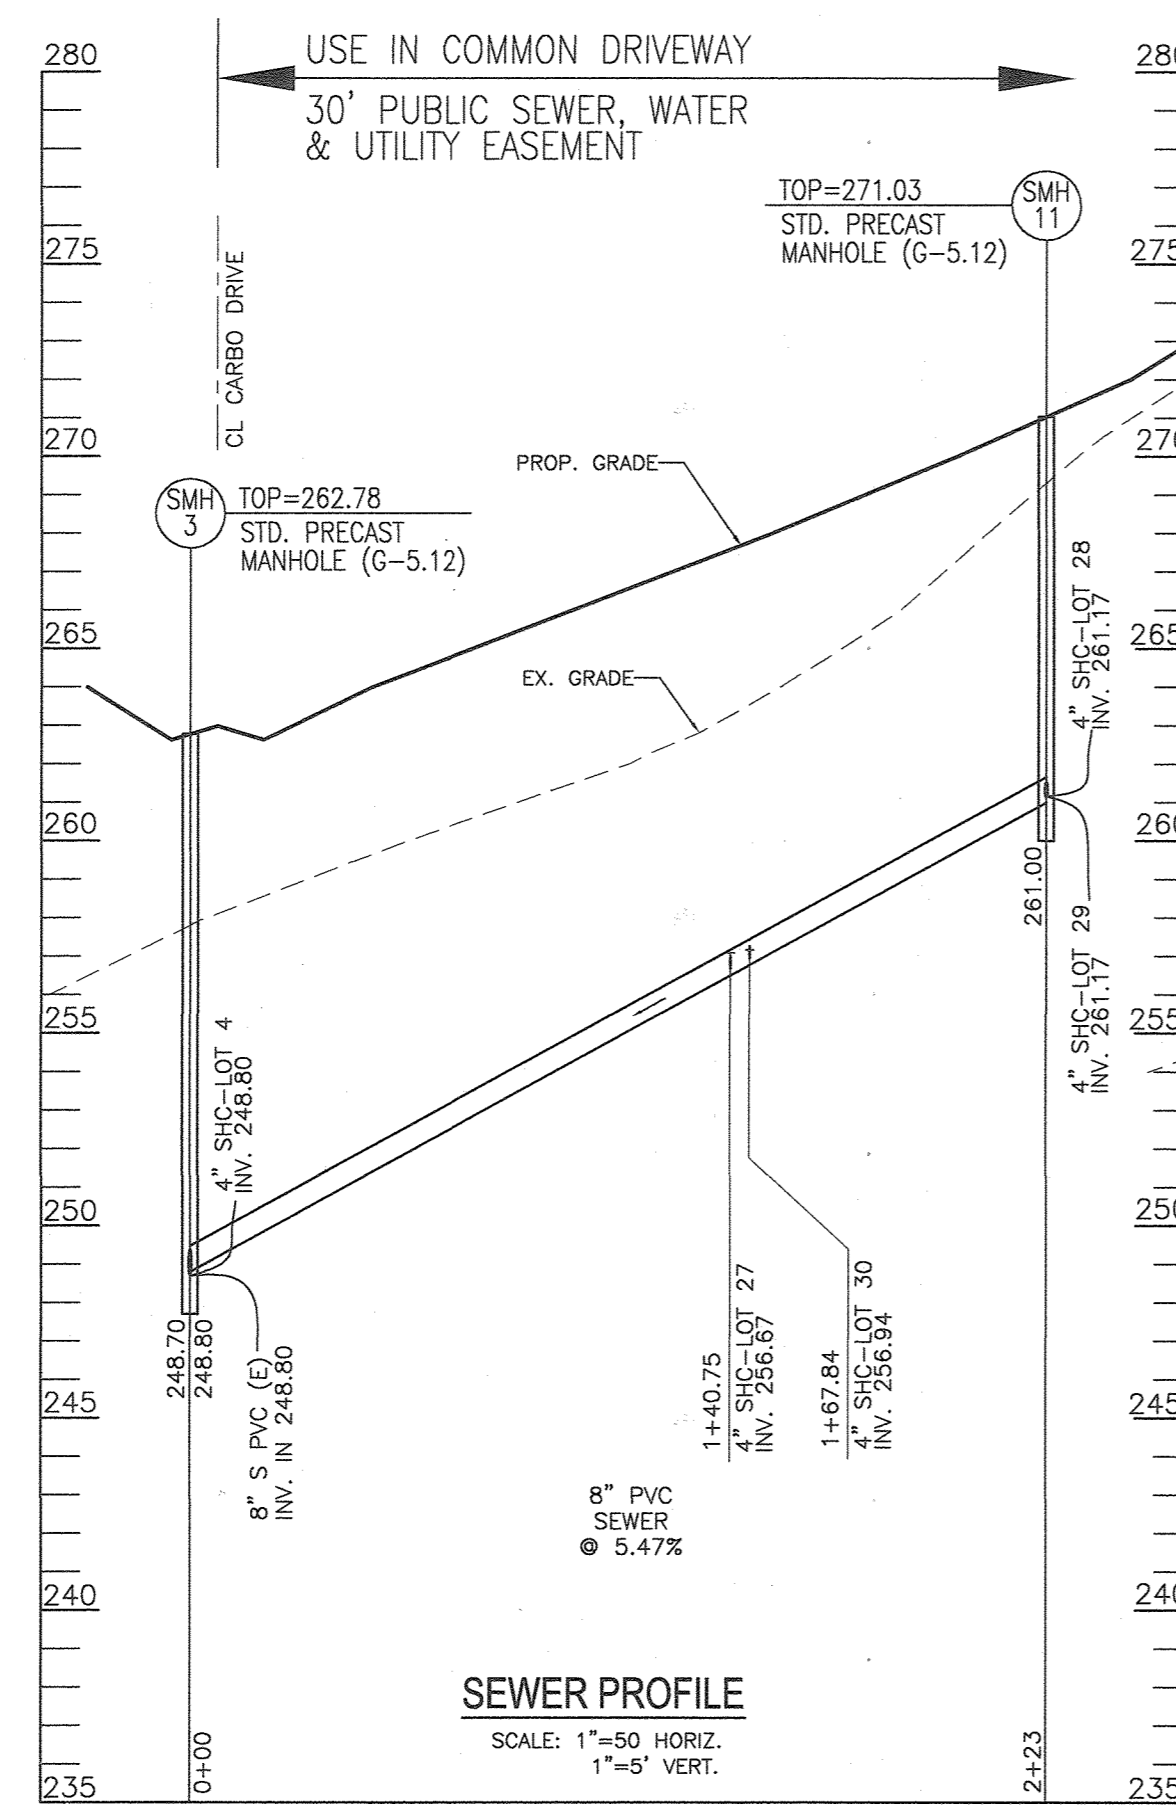 USE IN COMMON DRIVEWAY
30' PUBLIC SEWER, WATER
& UTILITY EASEMENT
280
275
270
265
260
255
250
245
240
235
CL CARBO DRIVE
SMH
3
TOP=262.78
STD. PRECAST
MANHOLE (G-5.12)
TOP=271.03
STD. PRECAST
MANHOLE (G-5.12)
SMH
11
PROP. GRADE
EX. GRADE
4" SHC-LOT 28
INV. 261.17
261.00
4" SHC-LOT 29
INV. 261.17
4" SHC-LOT 4
INV. 248.80
248.70
248.80
8" S PVC (E)
INV. IN 248.80
1+40.75
4" SHC-LOT 27
INV. 256.67
1+67.84
4" SHC-LOT 30
INV. 256.94
8" PVC
SEWER
@ 5.47%
SEWER PROFILE
SCALE: 1"=50 HORIZ.
1"=5' VERT.
0+00
2+23
275
265
255
245
235